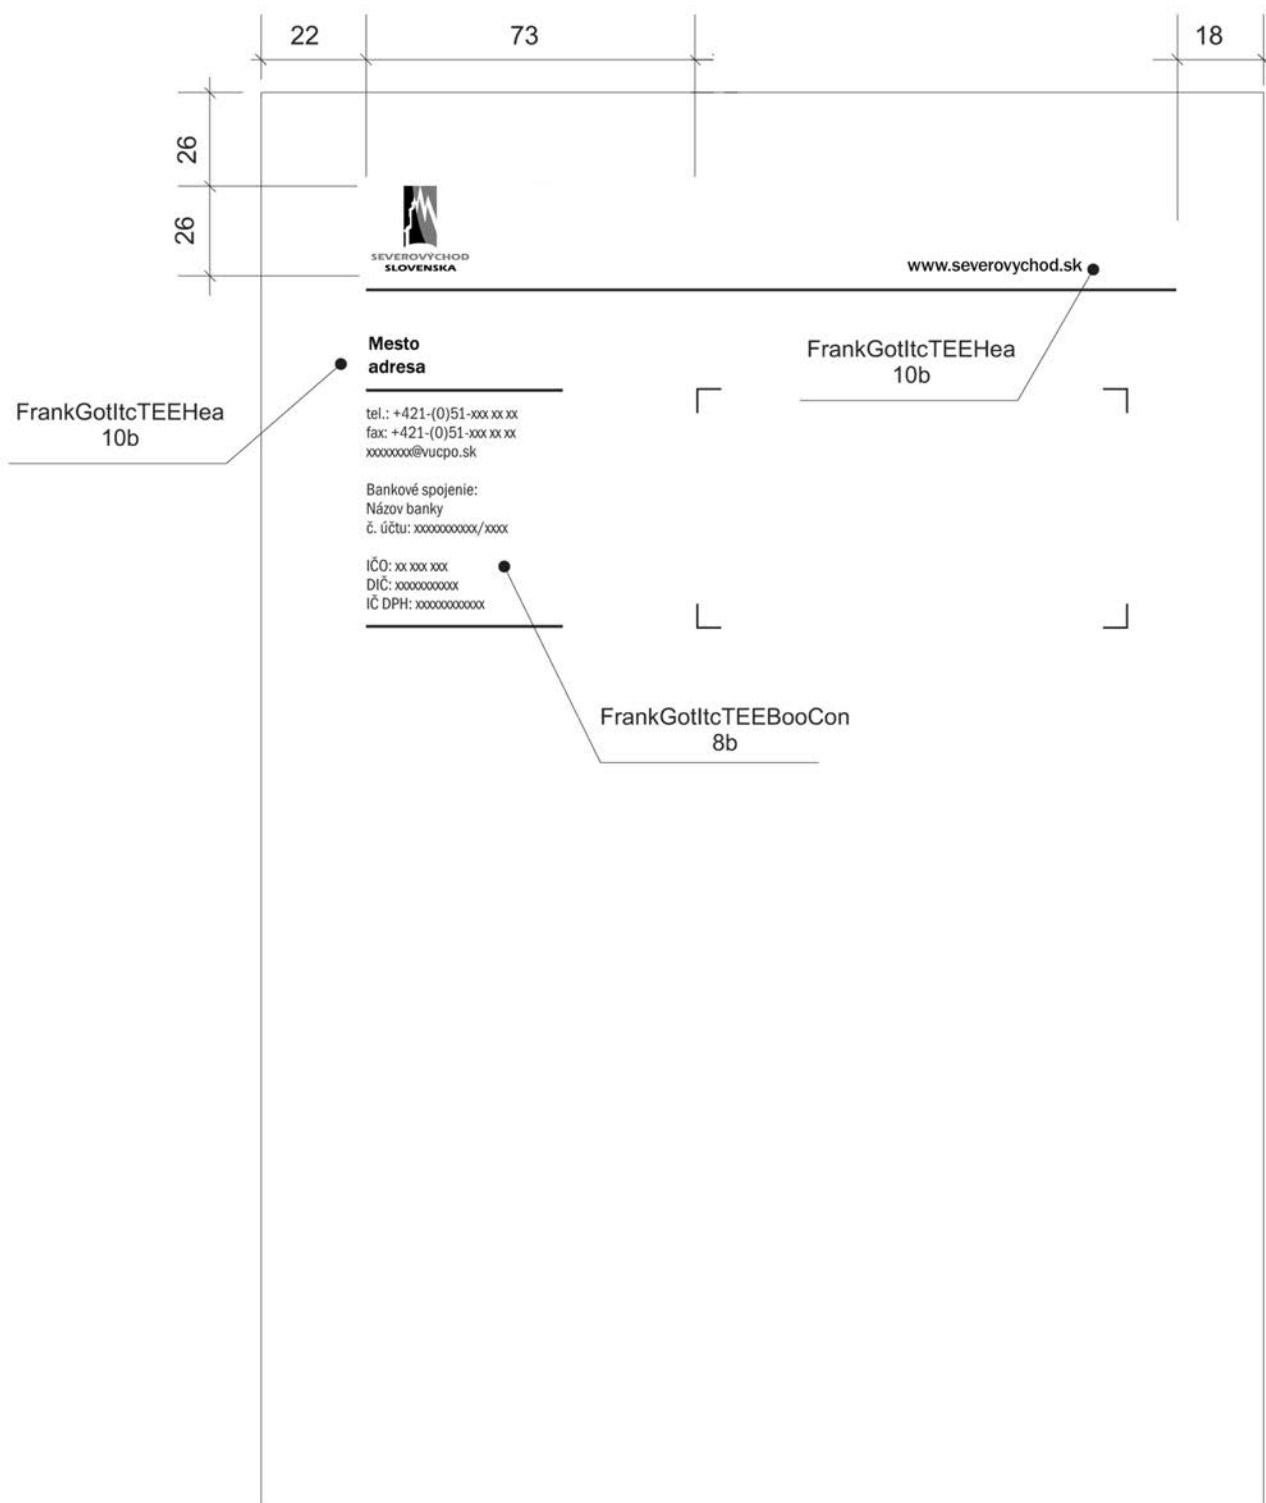 22
73
18
26
26
SEVEROVÝCHOD
SLOVENSKA
www.severovychod.sk
Mesto
adresa
FrankGotItcTEEHea
10b
FrankGotItcTEEHea
10b
tel.: +421-(0)51-xxx xx xx
fax: +421-(0)51-xxx xx xx
xxxxxxx@vucpo.sk
Bankové spojenie:
Názov banky
č. účtu: xxxxxxxxxx/xxxx
IČO: xx xxx xxx
DIČ: xxxxxxxxxx
IČ DPH: xxxxxxxxxxxx
FrankGotItcTEEBooCon
8b